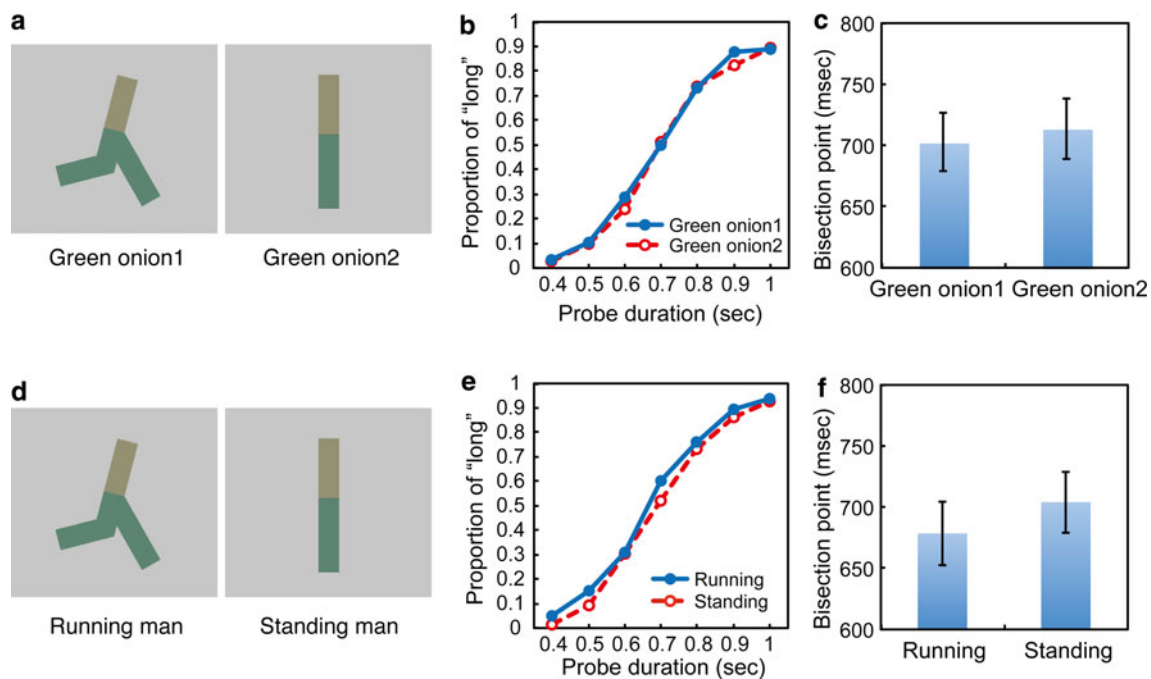 a
Green onion1 Green onion2
b
Proportion of "long"
1
0.9
0.8
0.7
0.6
0.5
0.4
0.3
0.2
0.1
0
Green onion1
Green onion2
0.4 0.5 0.6 0.7 0.8 0.9 1
Probe duration (sec)
c
Bisection point (msec)
800
750
700
650
600
Green onion1 Green onion2
d
Running man Standing man
e
Proportion of "long"
1
0.9
0.8
0.7
0.6
0.5
0.4
0.3
0.2
0.1
0
Running
Standing
0.4 0.5 0.6 0.7 0.8 0.9 1
Probe duration (sec)
f
Bisection point (msec)
800
750
700
650
600
Running Standing